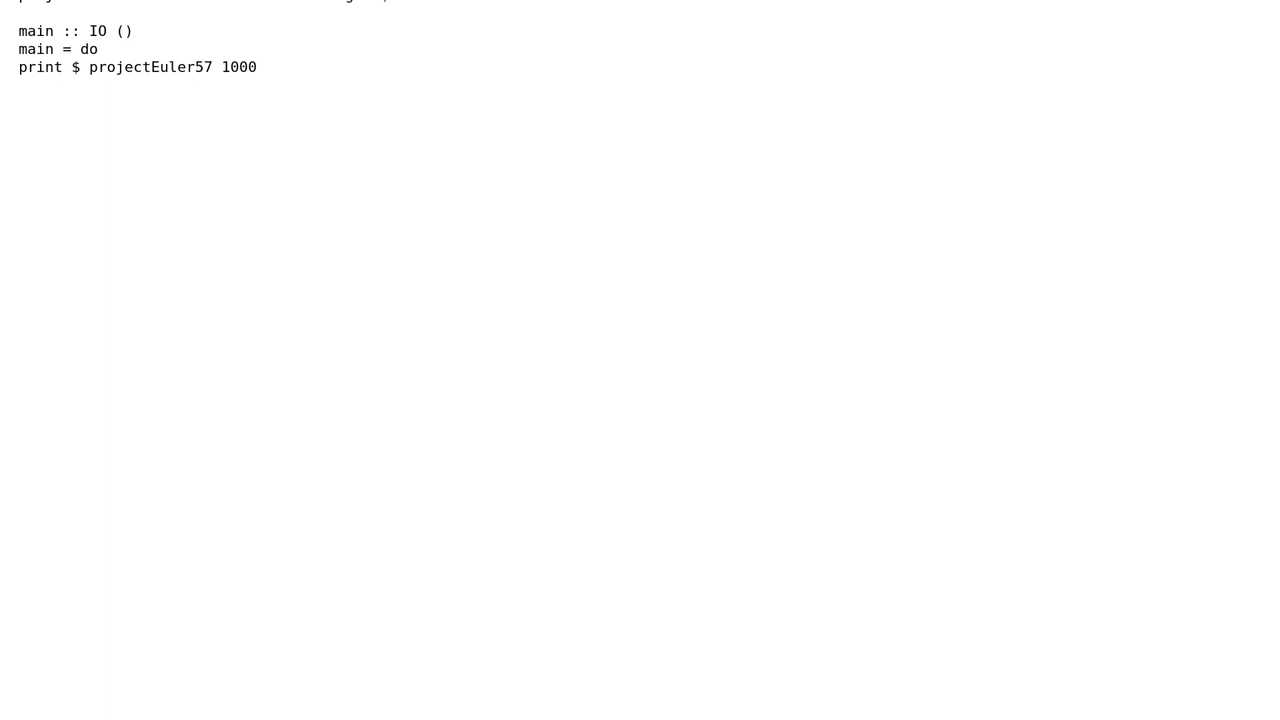 main :: IO ()
main = do
print $ projectEuler57 1000